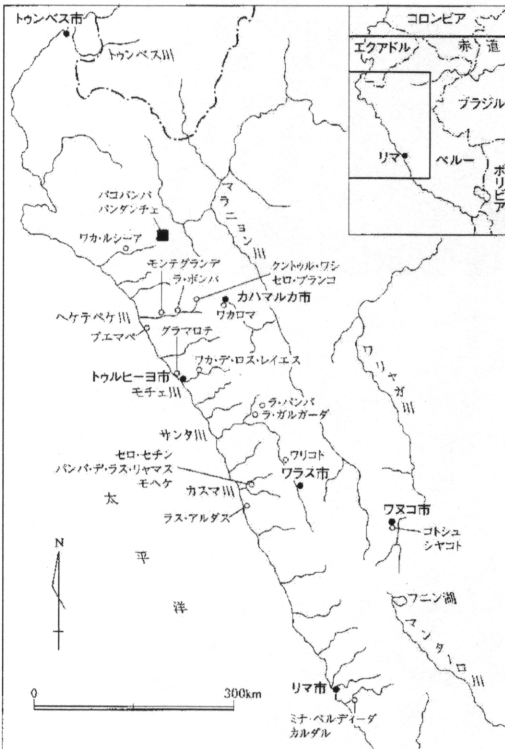 トゥンベス市
トゥンベス川
コロンビア
エクアドル
赤道
ブラジル
リマ
ペルー
ボリビア
パコパンパ
パンダンチェ
マラニョン川
ワカ・ルシーア
モンテグランデ
ラ・ボンバ
クントゥル・ワシ
セロ・ブランコ
カハマルカ市
ワカロマ
ヘケテペケ川
プエマペ
グラマロテ
ワカ・デ・ロス・レイエス
トゥルヒーヨ市
モチェ川
ワリャガ川
ラ・パンパ
ラ・ガルガーダ
サンタ川
ワリコト
セロ・セチン
パンパ・デ・ラス・リャマス
モヘケ
ワラス市
カスマ川
太平洋
ラス・アルダス
ワヌコ市
コトシュ
シヤコト
N
フニン湖
マンターロ川
0
300km
リマ市
ミナ・ペルディーダ
カルダル